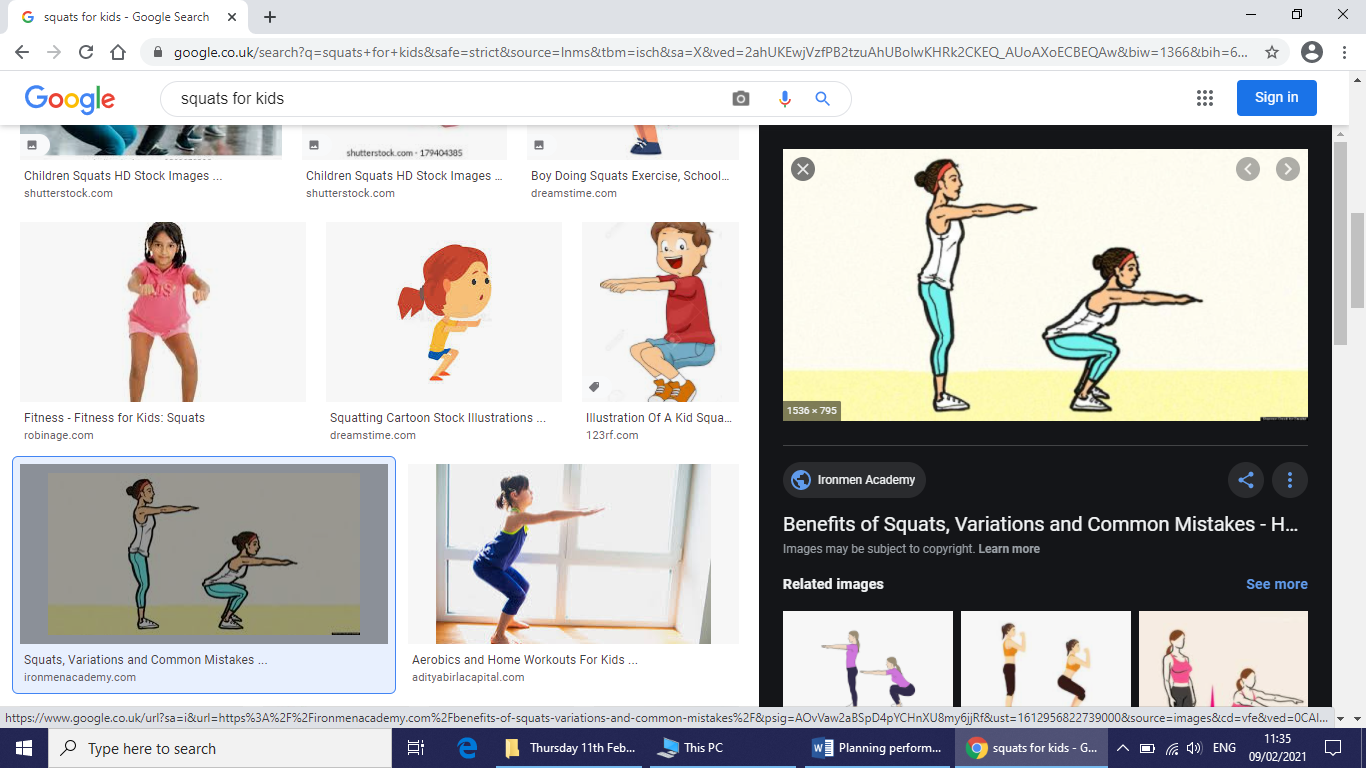 squats for kids - Google Search
google.co.uk/search?q=squats+for+kids&safe=strict&source=lnms&tbm=isch&sa=X&ved=2ahUKEwjVzfPB2tzuAhUBolwKHRk2CKEQ_AUoAXoECBEQAw&biw=1366&bih=6...
Google
squats for kids
Sign in
shutterstock.com · 179404385
Children Squats HD Stock Images ...
shutterstock.com
Children Squats HD Stock Images ...
shutterstock.com
Boy Doing Squats Exercise, School...
dreamstime.com
Fitness - Fitness for Kids: Squats
robinage.com
Squatting Cartoon Stock Illustrations ...
dreamstime.com
Illustration Of A Kid Squa...
123rf.com
Squats, Variations and Common Mistakes ...
ironmenacademy.com
Aerobics and Home Workouts For Kids ...
adityabirlacapital.com
1536 × 795
Ironmen Academy
Benefits of Squats, Variations and Common Mistakes - H...
Images may be subject to copyright. Learn more
Related images
See more
https://www.google.co.uk/url?sa=i&url=https%3A%2F%2Fironmenacademy.com%2Fbenefits-of-squats-variations-and-common-mistakes%2F&psig=AOvVaw2aBSpD4pYCHnXU8my6jjRf&ust=1612956822739000&source=images&cd=vfe&ved=0CAI...
Type here to search
Thursday 11th Feb...
This PC
Planning perform...
squats for kids - G...
ENG
11:35
09/02/2021